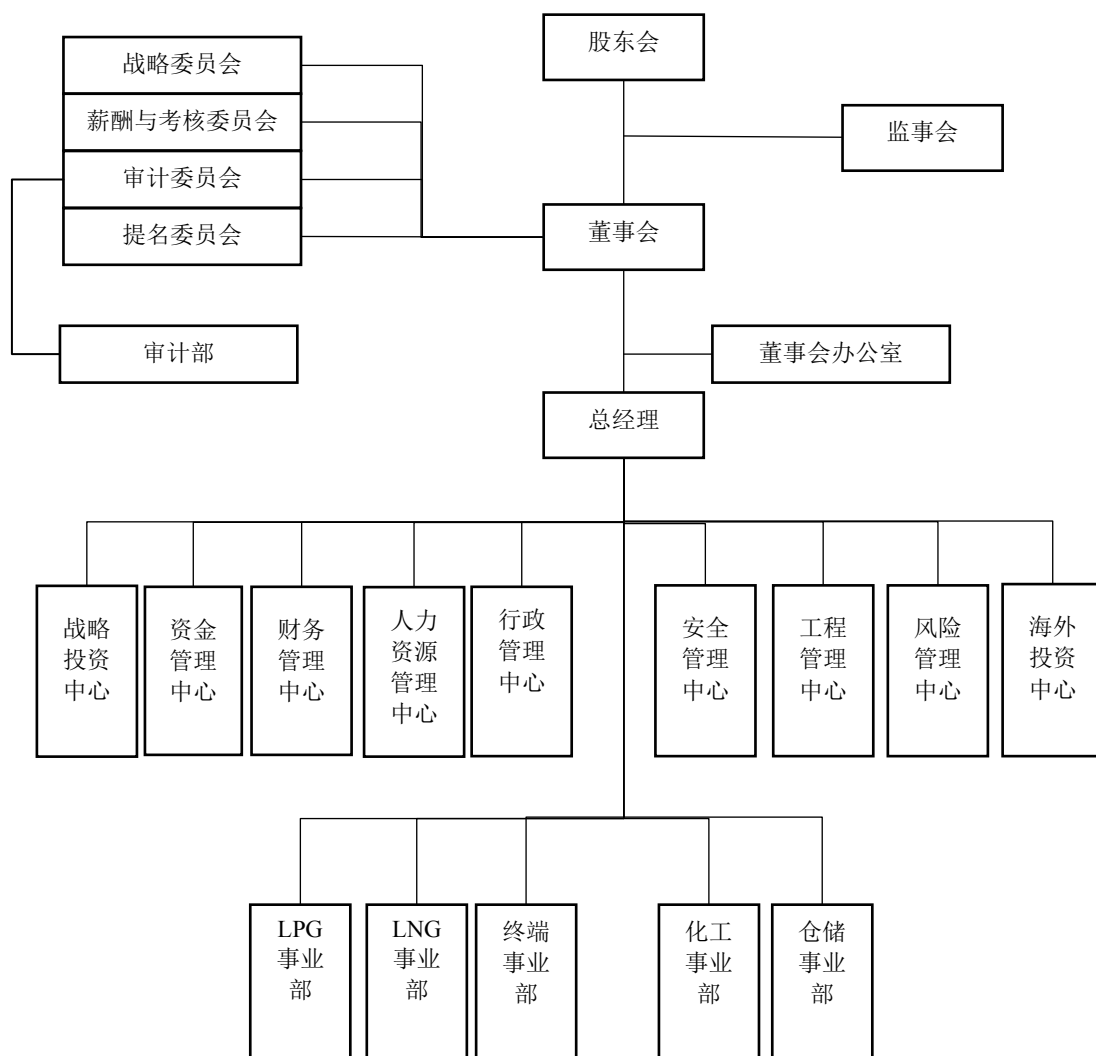 股东会
战略委员会
薪酬与考核委员会
监事会
审计委员会
提名委员会
董事会
审计部
董事会办公室
总经理
战略
投资
中心
资金
管理
中心
财务
管理
中心
人力
资源
管理
中心
行政
管理
中心
安全
管理
中心
工程
管理
中心
风险
管理
中心
海外
投资
中心
LPG
事业
部
LNG
事业
部
终端
事业
部
化工
事业
部
仓储
事业
部